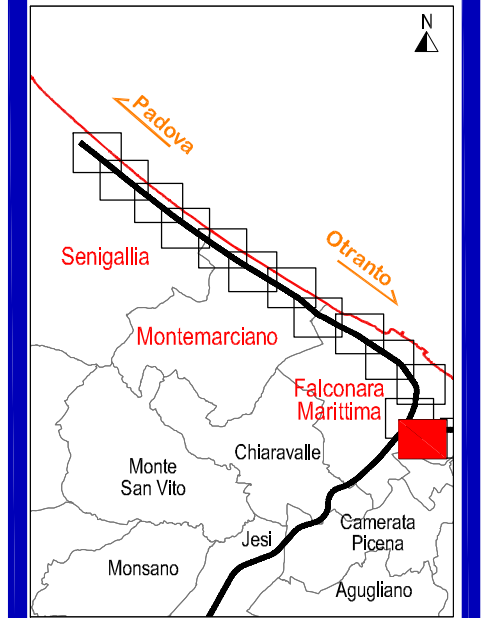 N
Padova
Otranto
Senigallia
Montemarciano
Falconara
Marittima
Chiaravalle
Monte
San Vito
Camerata
Picena
Jesi
Monsano
Agugliano